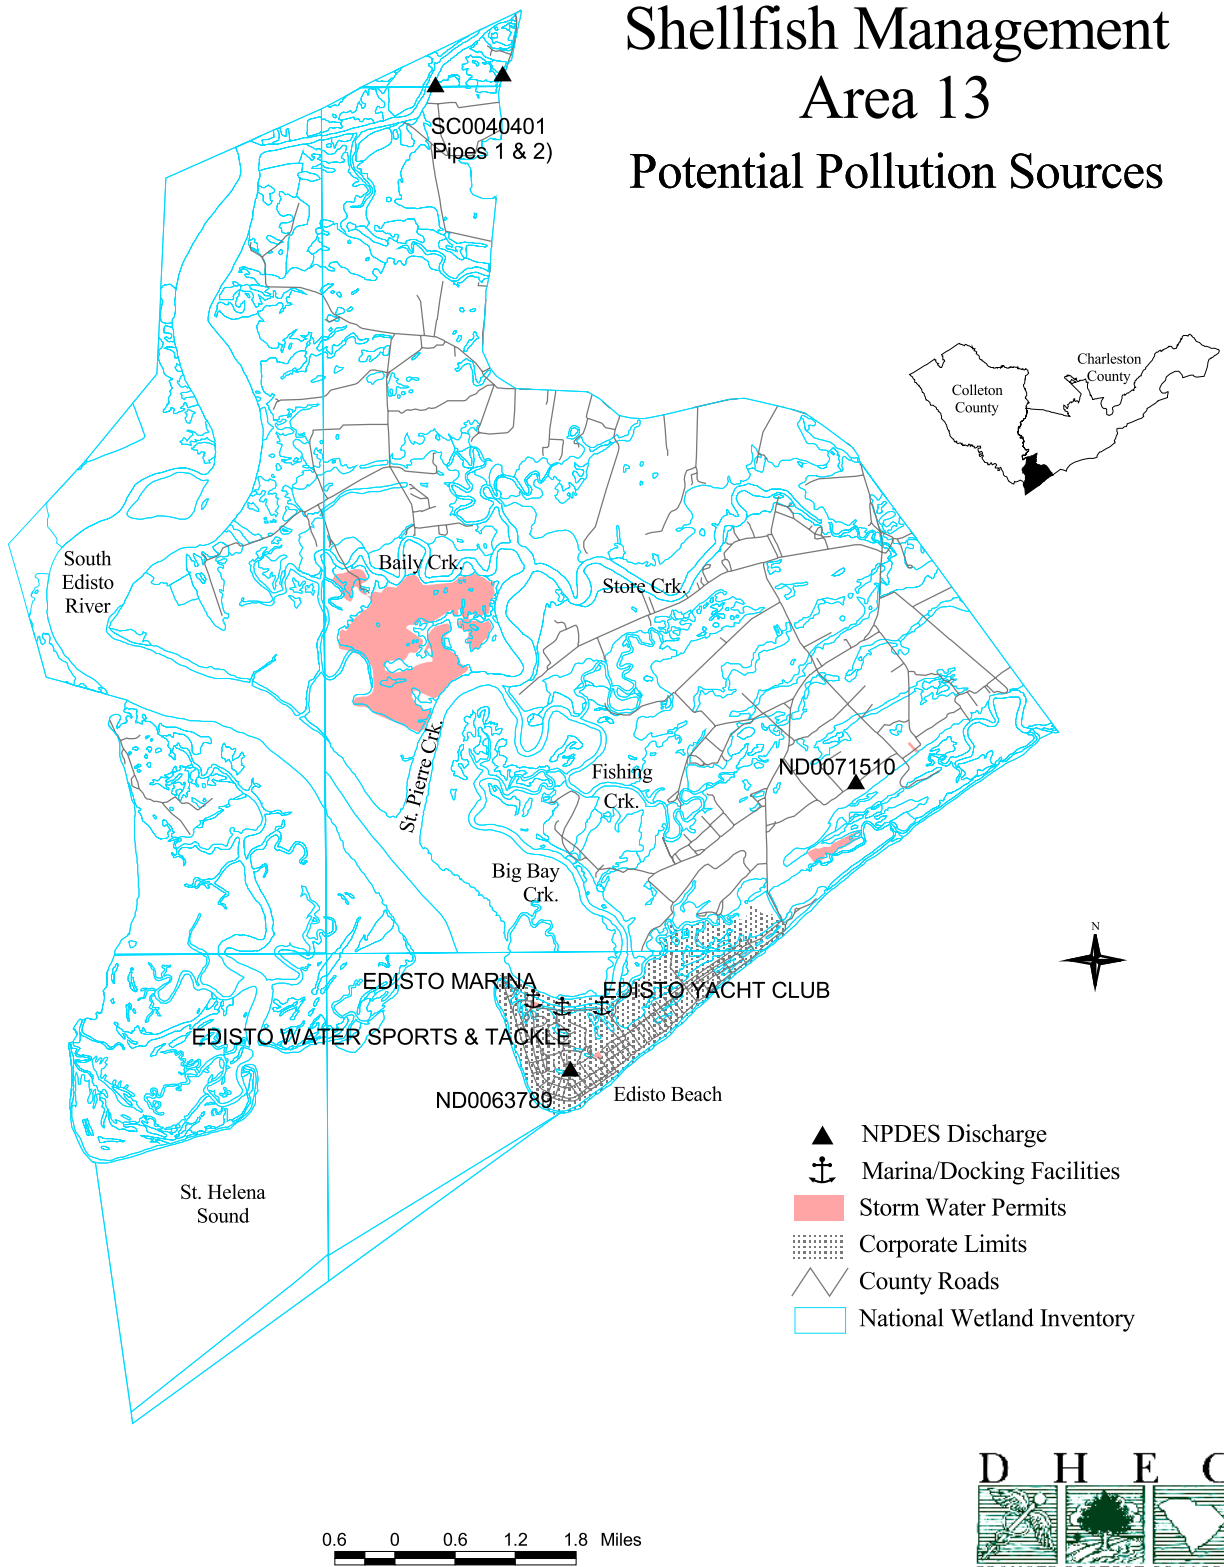 Shellfish Management
Area 13
Potential Pollution Sources
SC0040401
Pipes 1 & 2)
Charleston
County
Colleton
County
South
Edisto
River
Baily Crk.
Store Crk.
St. Pierre Crk.
Fishing
Crk.
ND0071510
Big Bay
Crk.
N
EDISTO MARINA
EDISTO YACHT CLUB
EDISTO WATER SPORTS & TACKLE
ND0063789
Edisto Beach
St. Helena
Sound
NPDES Discharge
Marina/Docking Facilities
Storm Water Permits
Corporate Limits
County Roads
National Wetland Inventory
D H E C
0.6 0 0.6 1.2 1.8 Miles